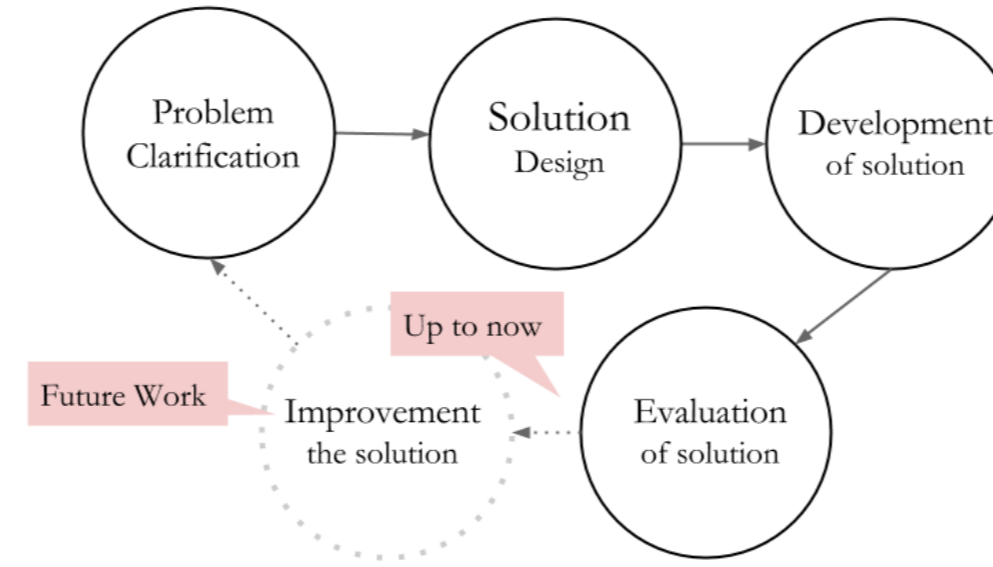 Problem
Clarification
Solution
Design
Development
of solution
Up to now
Future Work
Improvement
the solution
Evaluation
of solution